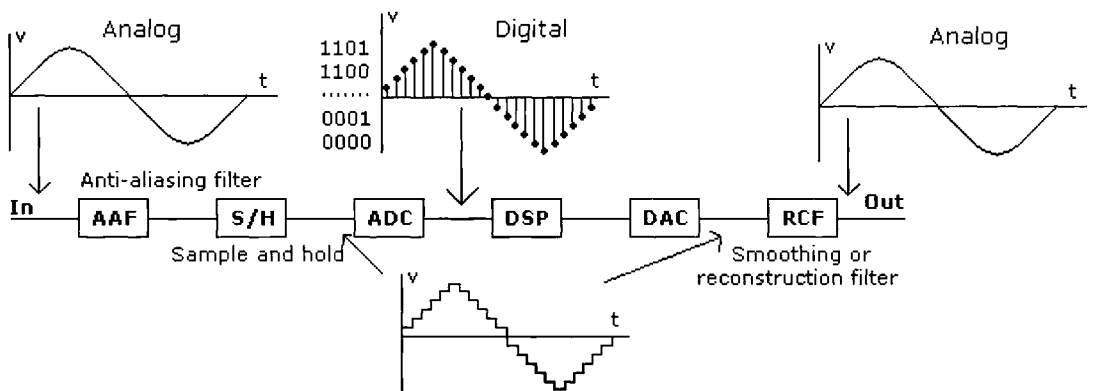 Analog
v
t
v
Digital
1101
1100
.......
0001
0000
t
v
Analog
t
Anti-aliasing filter
In
AAF
S/H
ADC
DSP
DAC
RCF
Out
Sample and hold
Smoothing or
reconstruction filter
v
t